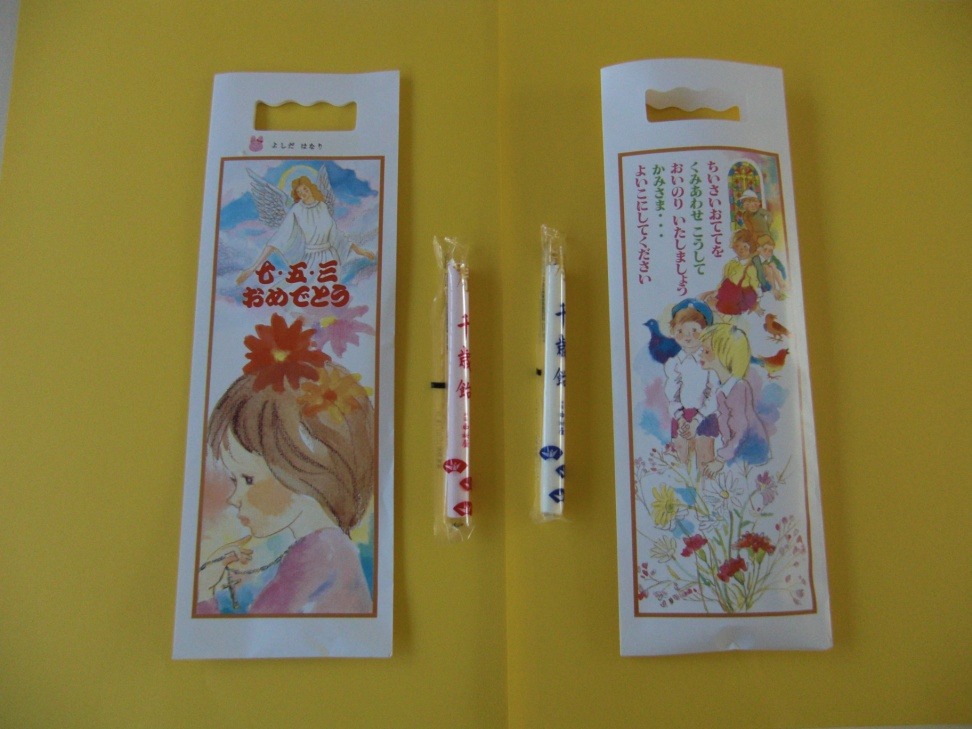 よしだ はなり
七・五・三
おめでとう
千歳飴
千歳飴
ちいさいおててを
くみあわせ こうして
おいのり いたしましょう
かみさま・・・
よいこにしてください